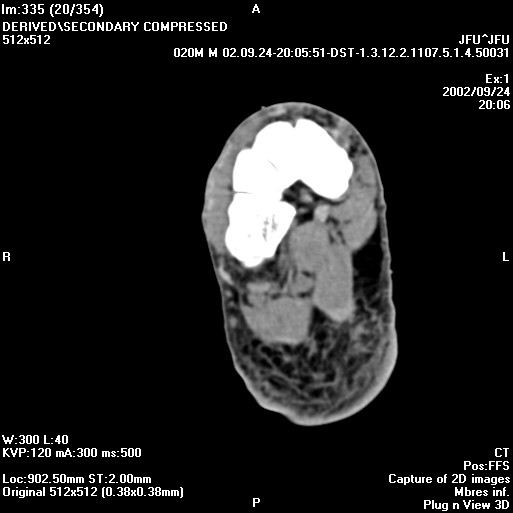 Im:335 (20/354)
A
DERIVED\SECONDARY COMPRESSED
512x512
JFU^JFU
020M M 02.09.24-20:05:51-DST-1.3.12.2.1107.5.1.4.50031
Ex:1
2002/09/24
20:06
R
L
W:300 L:40
KVP:120 mA:300 ms:500
CT
Pos:FFS
Loc:902.50mm ST:2.00mm
Capture of 2D images
Original 512x512 (0.38x0.38mm)
Mbres inf.
P
Plug n View 3D